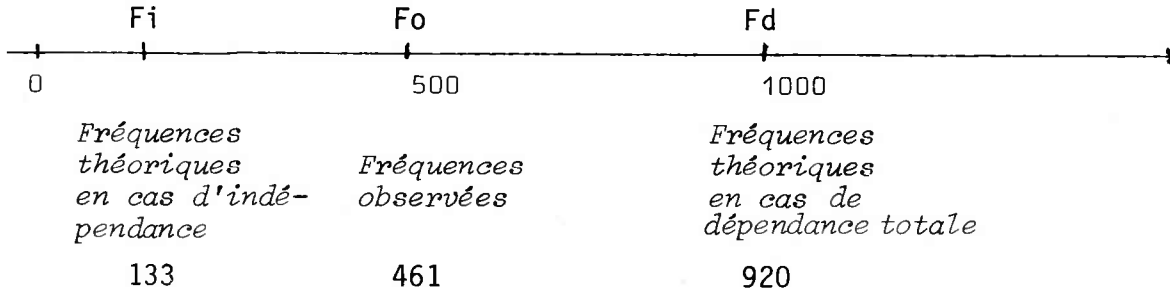 Fi Fo Fd
0 500 1000
Fréquences
théoriques
en cas d'indé-
pendance
Fréquences
observées
Fréquences
théoriques
en cas de
dépendance totale
133 461 920